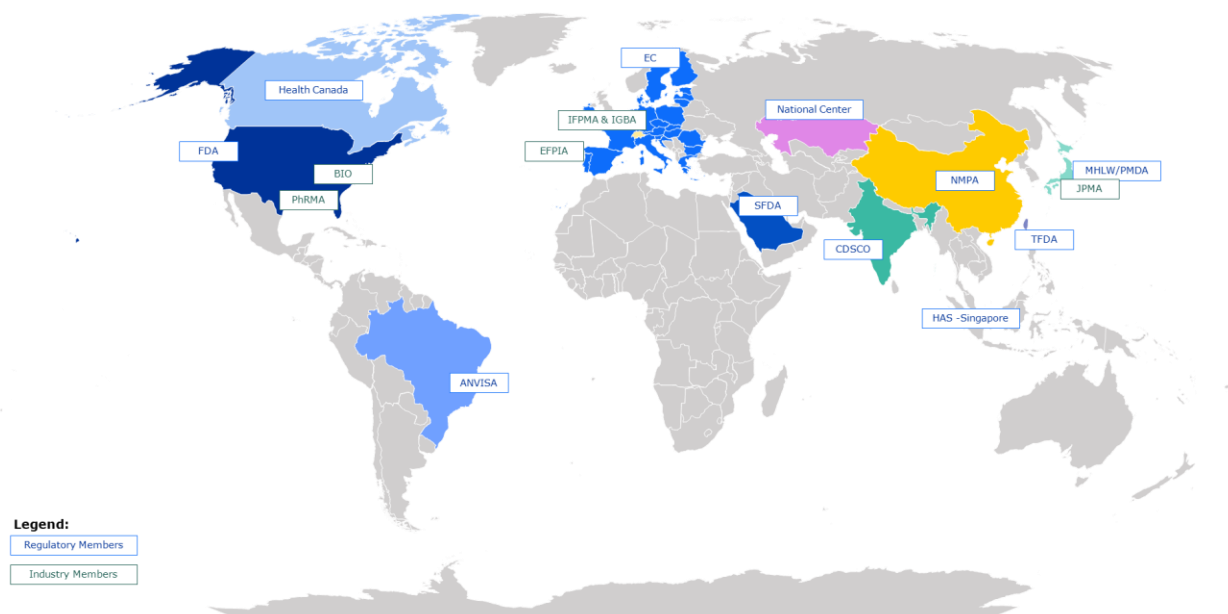 EC
Health Canada
National Center
IFPMA & IGBA
FDA
EFPIA
BIO
MHLW/PMDA
NMPA
JPMA
PhRMA
SFDA
TFDA
CDSCO
HAS -Singapore
ANVISA
Legend:
Regulatory Members
Industry Members